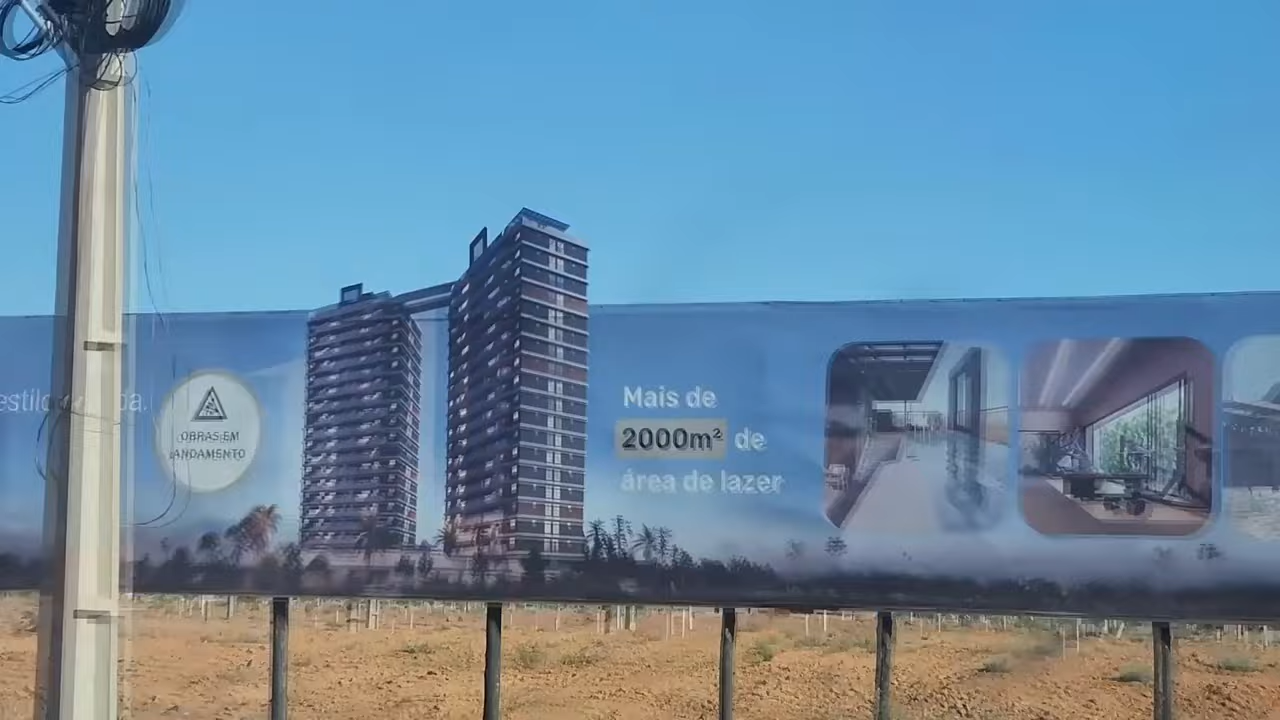 OBRAS EM
ANDAMENTO
Mais de
2000m² de
área de lazer